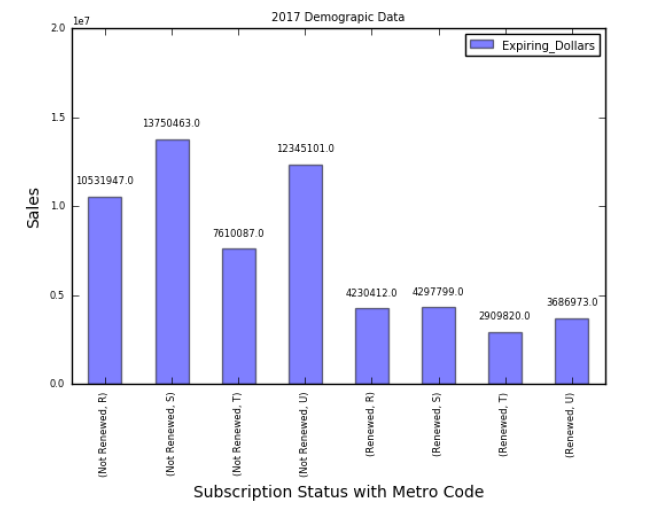 2017 Demograpic Data
1e7
2.0
1.5
1.0
0.5
0.0
Sales
Expiring_Dollars
10531947.0
13750463.0
7610087.0
12345101.0
4230412.0
4297799.0
2909820.0
3686973.0
(Not Renewed, R)
(Not Renewed, S)
(Not Renewed, T)
(Not Renewed, U)
(Renewed, R)
(Renewed, S)
(Renewed, T)
(Renewed, U)
Subscription Status with Metro Code